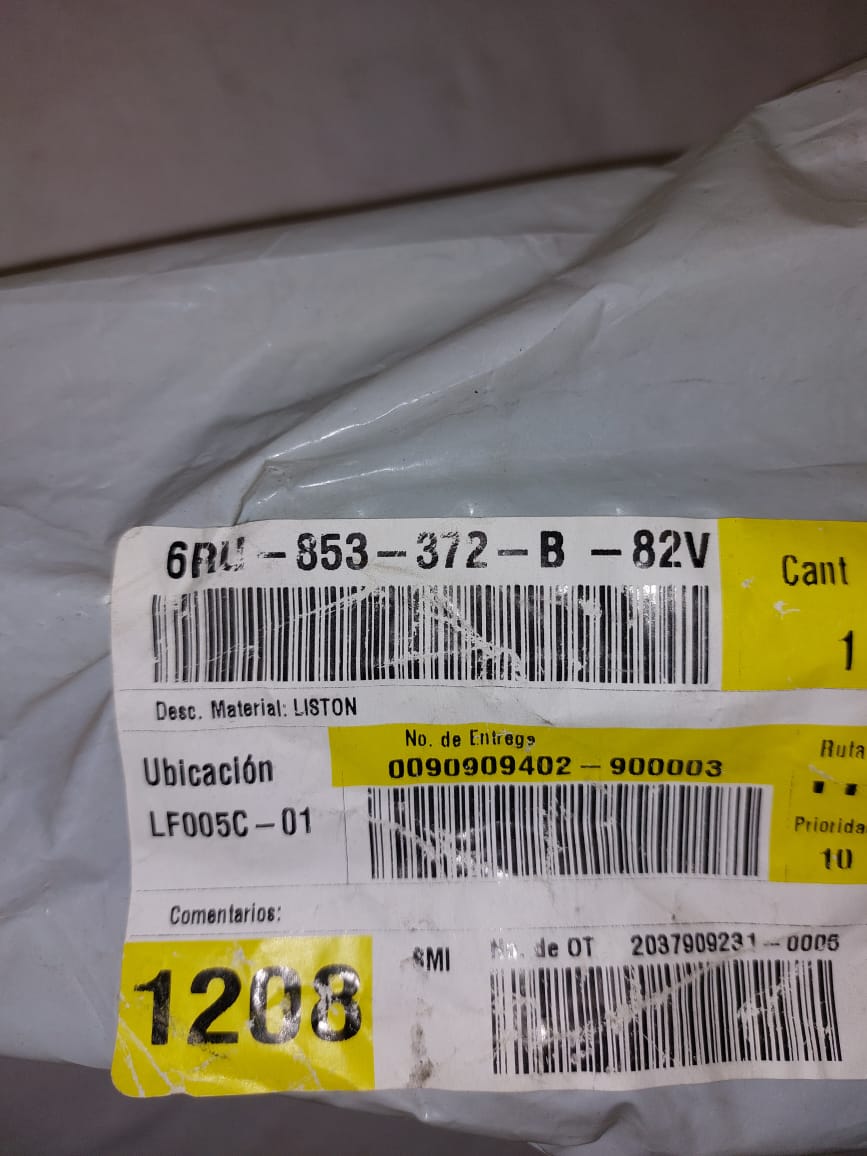 6RU-853-372-B -82V
Cant
1
Desc. Material: LISTON
No. de Entrega
0090909402-900003
Ubicación
LF005C-01
Ruta
Priorida
10
Comentarios:
1208
No. de OT 2037909231-0005